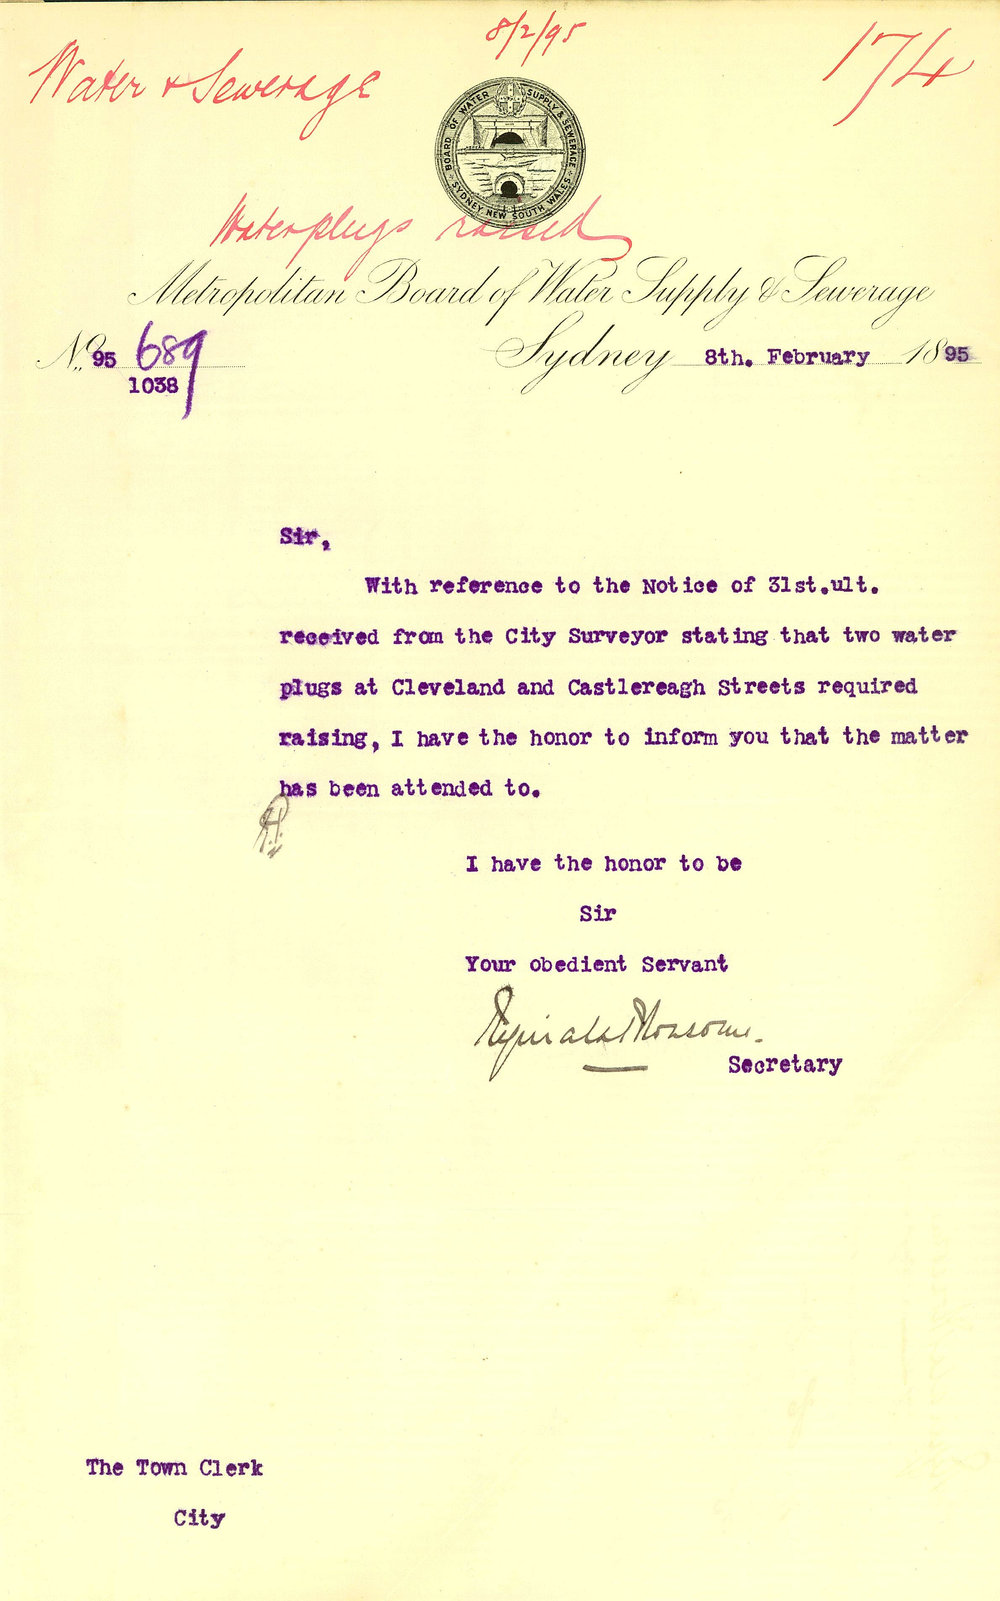 8/2/95
Water & Sewerage
174
BOARD OF WATER SUPPLY & SEWERAGE
SYDNEY NEW SOUTH WALES
Waterplugs raised
Metropolitan Board of Water Supply & Sewerage
No. 95 689
1038
Sydney 8th. February 1895
Sir,
With reference to the Notice of 31st.ult.
received from the City Surveyor stating that two water
plugs at Cleveland and Castlereagh Streets required
raising, I have the honor to inform you that the matter
has been attended to.
I have the honor to be
Sir
Your obedient Servant
Secretary
The Town Clerk
City